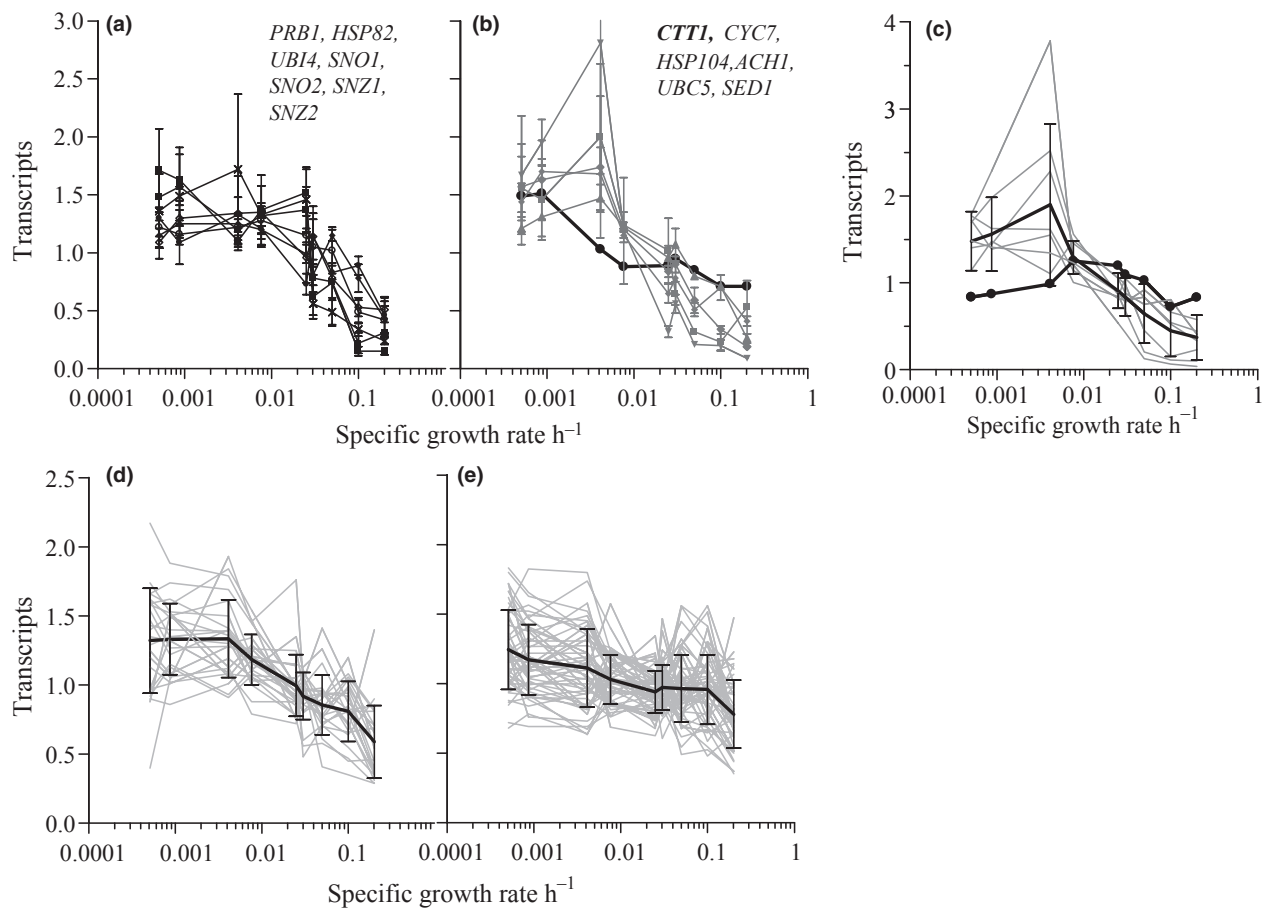 (a)
PRB1, HSP82,
UBI4, SNO1,
SNO2, SNZ1,
SNZ2
(b)
CTT1, CYC7,
HSP104,ACH1,
UBC5, SED1
(c)
Transcripts
3.0
2.5
2.0
1.5
1.0
0.5
0.0
0.0001
0.001
0.01
0.1
0.0001
0.001
0.01
0.1
1
Specific growth rate h⁻¹
Transcripts
4
3
2
1
0
0.0001
0.001
0.01
0.1
1
Specific growth rate h⁻¹
(d)
(e)
Transcripts
2.5
2.0
1.5
1.0
0.5
0.0
0.0001
0.001
0.01
0.1
0.0001
0.001
0.01
0.1
1
Specific growth rate h⁻¹